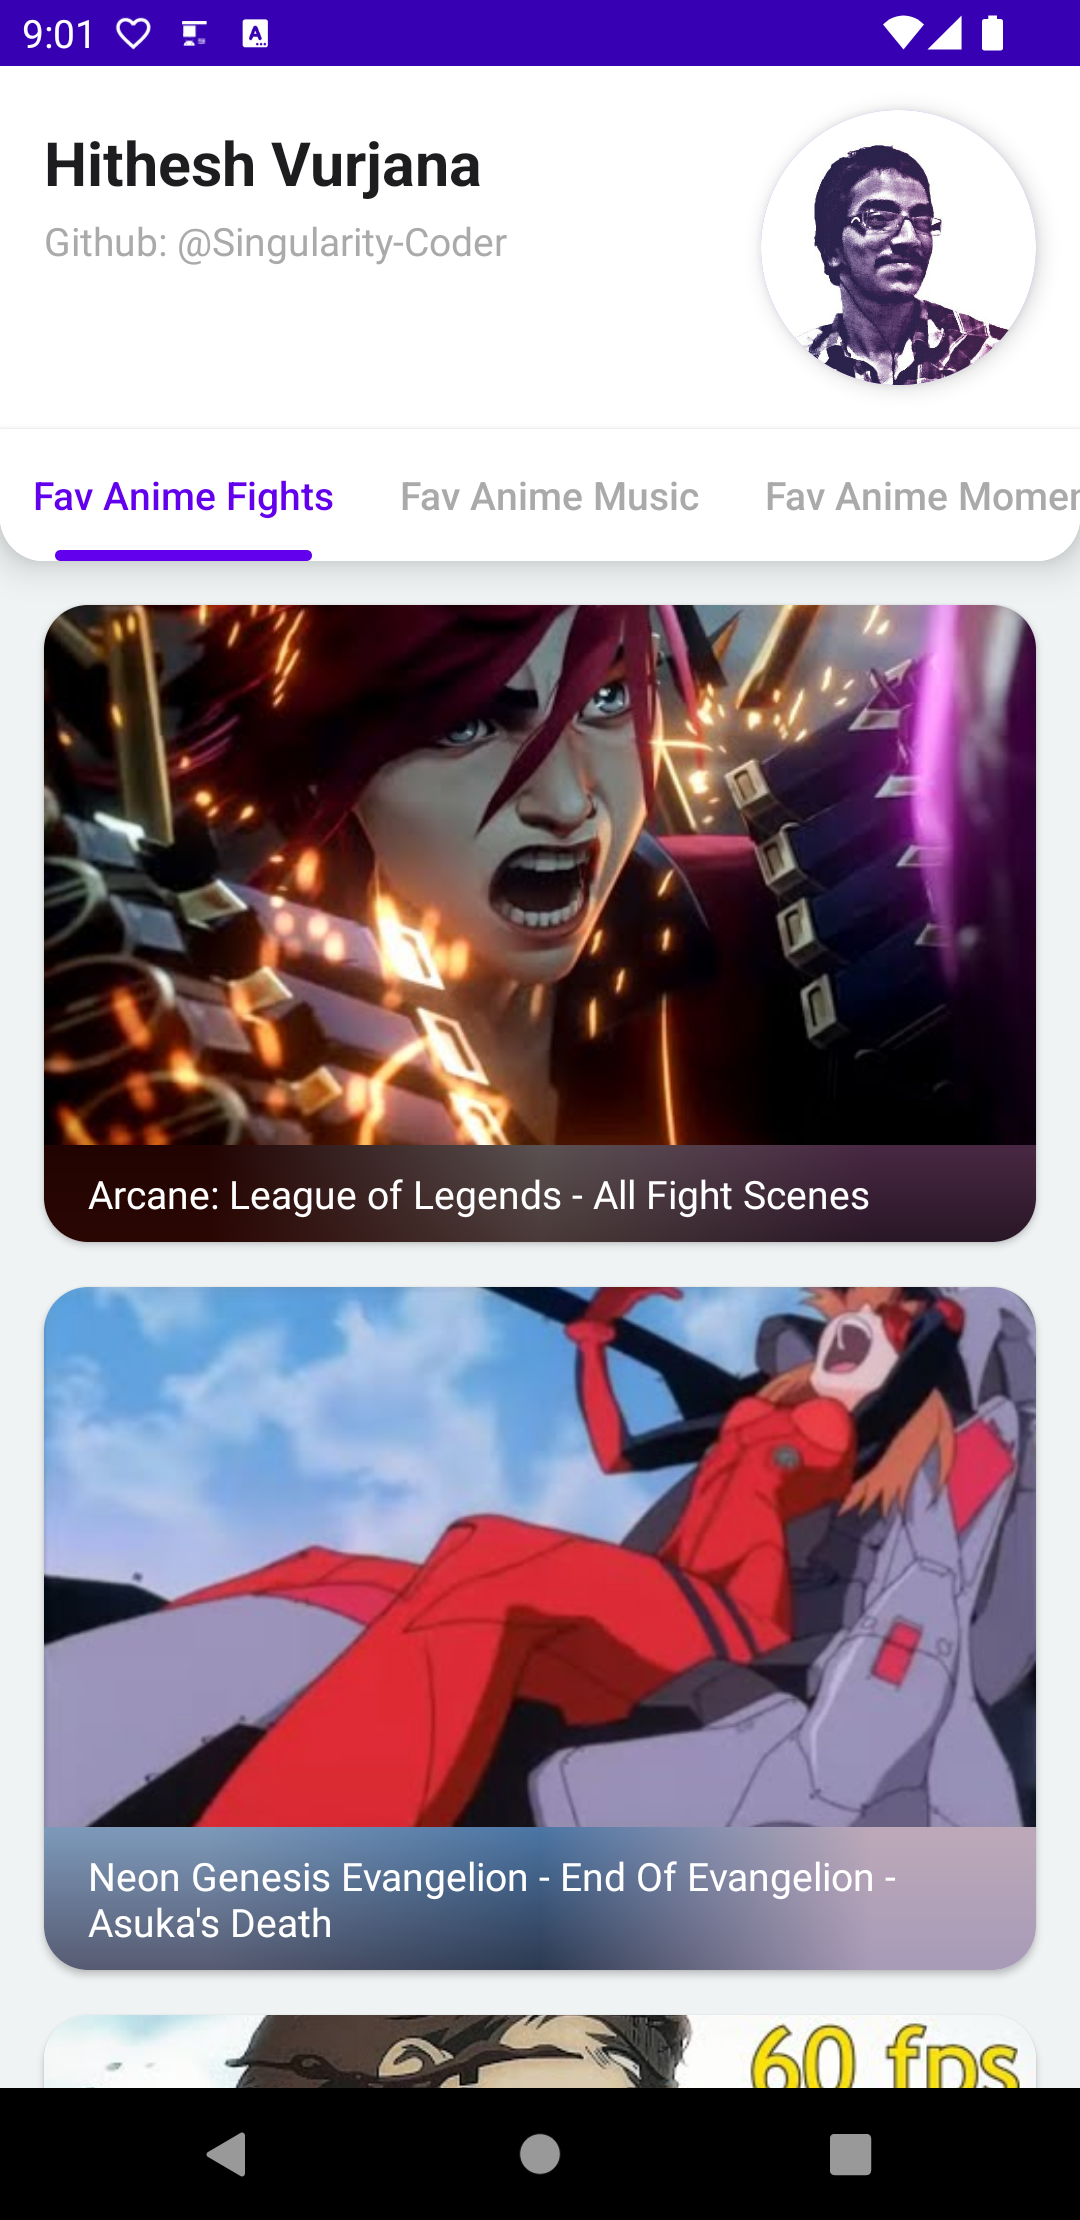 9:01
Hithesh Vurjana
Github: @Singularity-Coder
Fav Anime Fights
Fav Anime Music
Fav Anime
Arcane: League of Legends - All Fight Scenes
Neon Genesis Evangelion - End Of Evangelion -
Asuka's Death
60 fps